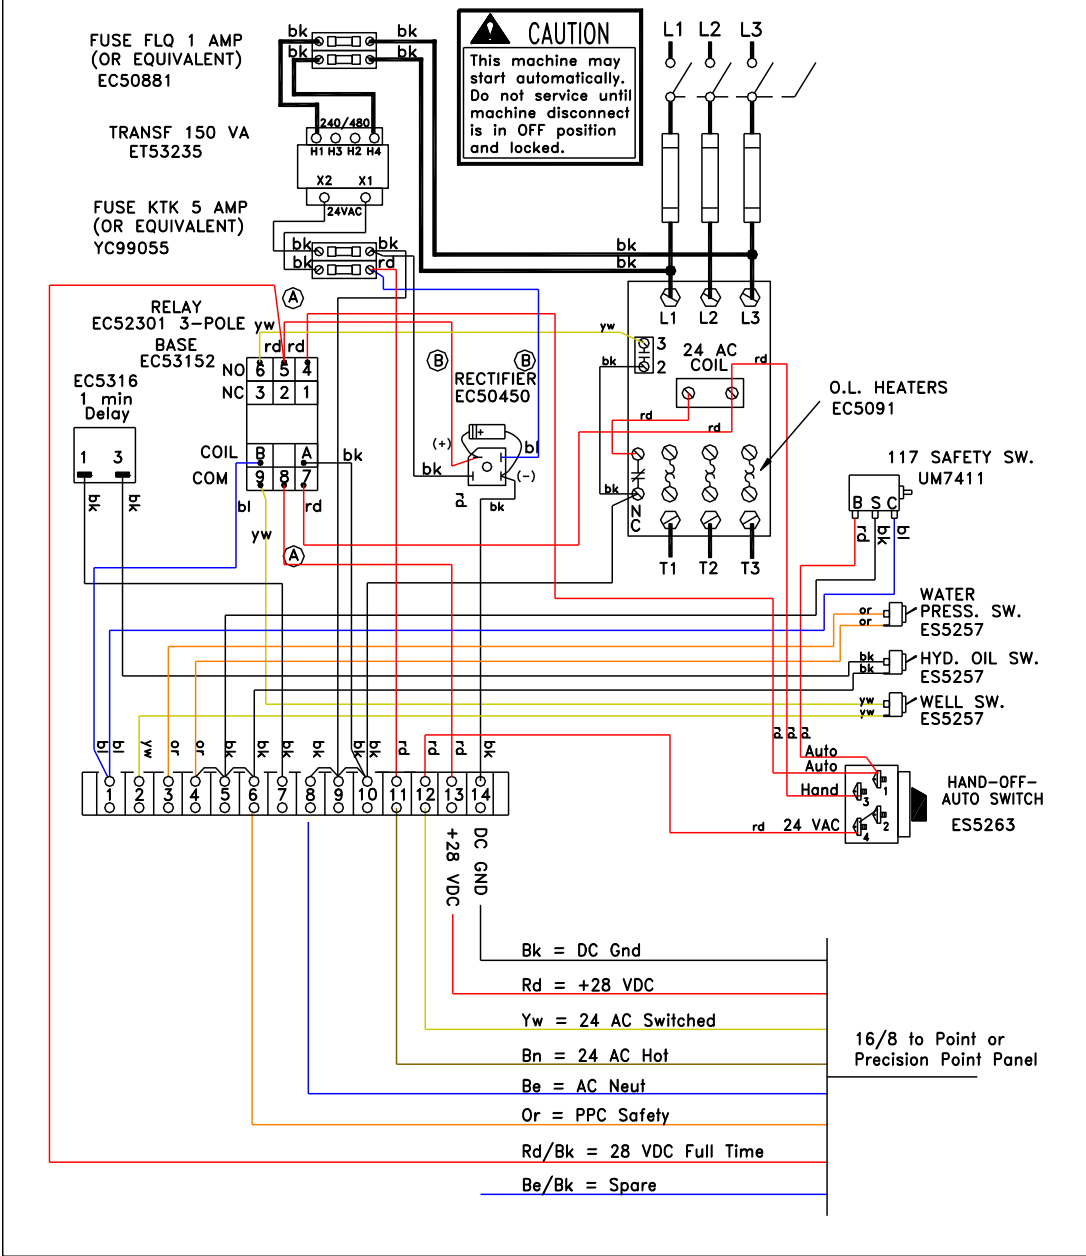 FUSE FLQ 1 AMP
(OR EQUIVALENT)
EC50881
bk
bk
bk
bk
CAUTION
This machine may
start automatically.
Do not service until
machine disconnect
is in OFF position
and locked.
L1 L2 L3
TRANSF 150 VA
ET53235
240/480
H1 H3 H2 H4
X2 X1
24VAC
FUSE KTK 5 AMP
(OR EQUIVALENT)
YC99055
bk
bk
bk
rd
bk
bk
A
RELAY
EC52301 3-POLE
BASE
EC53152
yw
rd
rd
NO 6 5 4
NC 3 2 1
COIL B A
COM 9 8 7
bk
bl
rd
yw
A
EC5316
1 min
Delay
1 3
bk
bk
B
B
RECTIFIER
EC50450
(+)
(-)
bl
bk
rd
bk
L1 L2 L3
yw
3
2
bk
24 AC
COIL
rd
rd
rd
bk
N
C
T1 T2 T3
O.L. HEATERS
EC5091
117 SAFETY SW.
UM7411
B S C
rd
bk
bl
WATER
PRESS. SW.
ES5257
or
or
HYD. OIL SW.
ES5257
bk
bk
WELL SW.
ES5257
yw
yw
rd
rd
rd
Auto
Auto
Hand
rd 24 VAC
1
3
2
4
HAND-OFF-
AUTO SWITCH
ES5263
bl
bl
yw
or
or
bk
bk
bk
bk
bk
bk
rd
rd
rd
bk
1 2 3 4 5 6 7 8 9 10 11 12 13 14
+28 VDC
DC GND
Bk = DC Gnd
Rd = +28 VDC
Yw = 24 AC Switched
Bn = 24 AC Hot
Be = AC Neut
Or = PPC Safety
Rd/Bk = 28 VDC Full Time
Be/Bk = Spare
16/8 to Point or
Precision Point Panel